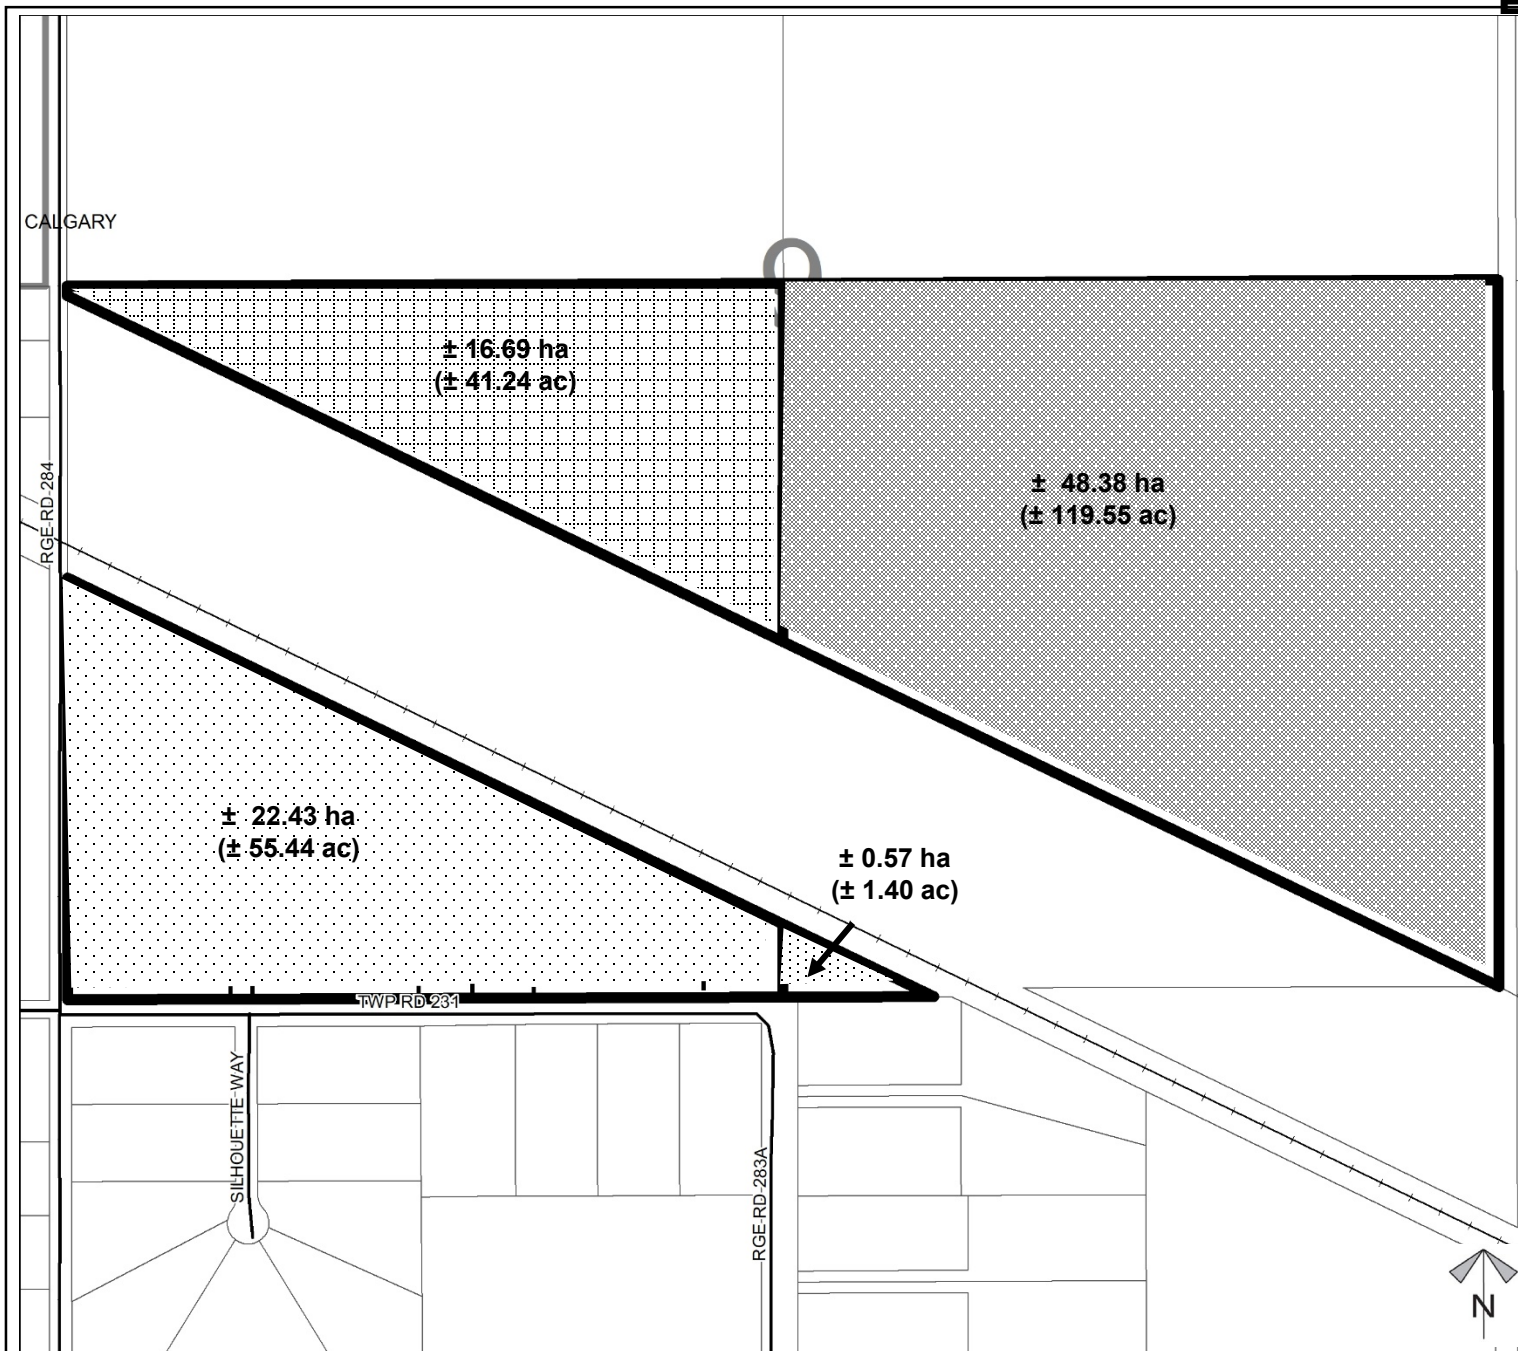 CALGARY
± 16.69 ha
(± 41.24 ac)
± 48.38 ha
(± 119.55 ac)
RGE-RD-284
± 22.43 ha
(± 55.44 ac)
± 0.57 ha
(± 1.40 ac)
TWP RD 231
SILHOUETTE-WAY
RGE-RD-283A
N